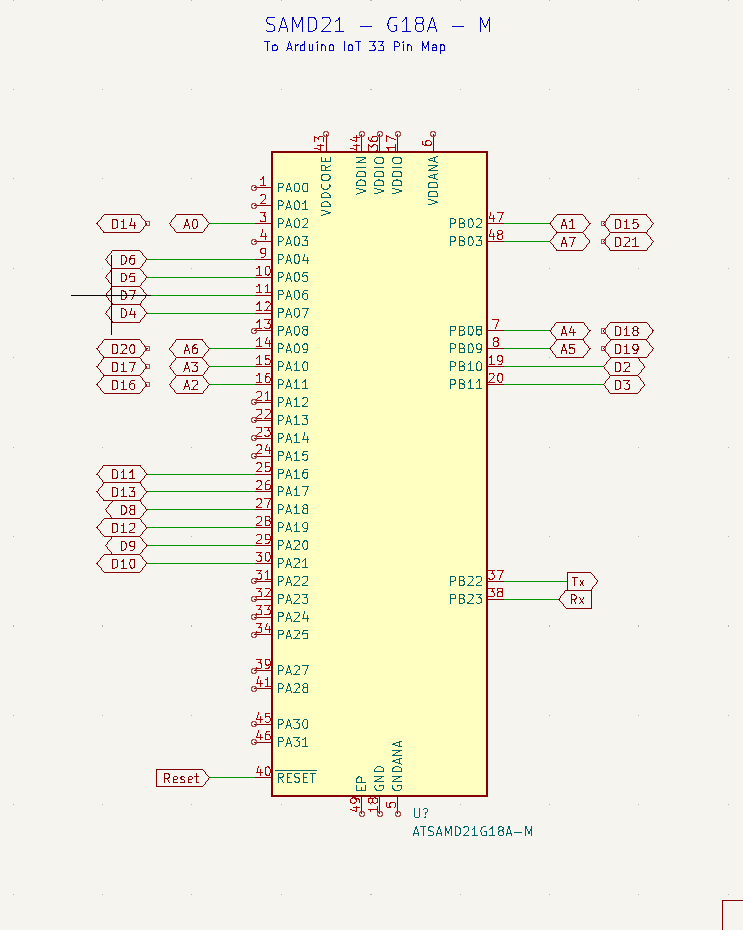 SAMD21 - G18A - M
To Arduino IoT 33 Pin Map
43 44 36 17 6
VDDCORE VDDIN VDDIO VDDIO VDDANA
1 PA00
2 PA01
D14 A0 3 PA02 PB02 47 A1 D15
4 PA03 PB03 48 A7 D21
D6 9 PA04
D5 10 PA05
D7 11 PA06
D4 12 PA07
13 PA08 PB08 7 A4 D18
D20 A6 14 PA09 PB09 8 A5 D19
D17 A3 15 PA10 PB10 19 D2
D16 A2 16 PA11 PB11 20 D3
21 PA12
22 PA13
23 PA14
24 PA15
D11 25 PA16
D13 26 PA17
D8 27 PA18
D12 28 PA19
D9 29 PA20
D10 30 PA21
31 PA22 PB22 37 Tx
32 PA23 PB23 38 Rx
33 PA24
34 PA25
39 PA27
41 PA28
45 PA30
46 PA31
Reset 40 RESET
EP GND GNDANA
49 18 5
U?
ATSAMD21G18A-M